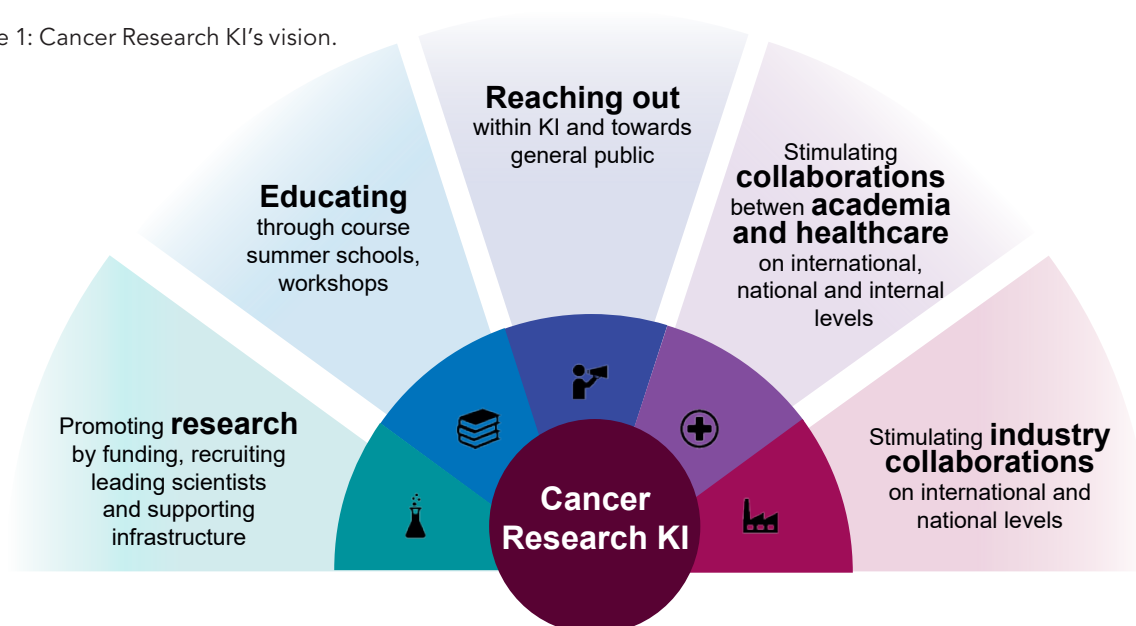 e 1: Cancer Research KI's vision.
Promoting research
by funding, recruiting
leading scientists
and supporting
infrastructure
Educating
through course
summer schools,
workshops
Reaching out
within KI and towards
general public
Stimulating
collaborations
betwen academia
and healthcare
on international,
national and internal
levels
Stimulating industry
collaborations
on international and
national levels
Cancer
Research KI